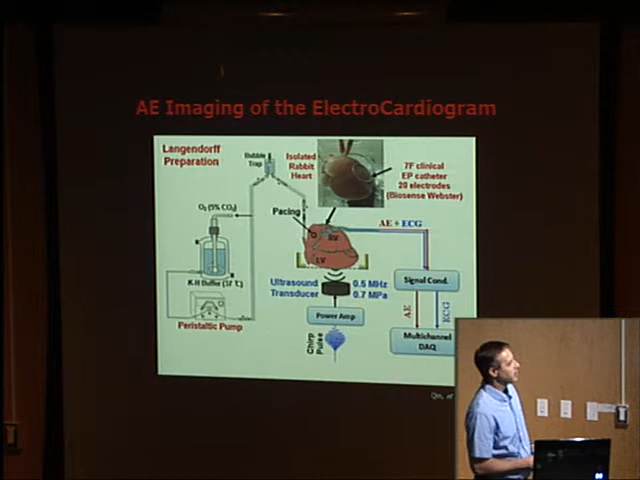 AE Imaging of the ElectroCardiogram
Langendorff
Preparation
Bubble
Trap
Isolated
Rabbit
Heart
7F clinical
EP catheter
20 electrodes
(Biosense Webster)
O₂ (5% CO₂)
Pacing
AE + ECG
RV
LV
K-H Buffer (37 °C)
Ultrasound
Transducer
0.5 MHz
0.7 MPa
Signal Cond.
Power Amp
AE
ECG
Peristaltic Pump
Chirp
Pulse
Multichannel
DAQ